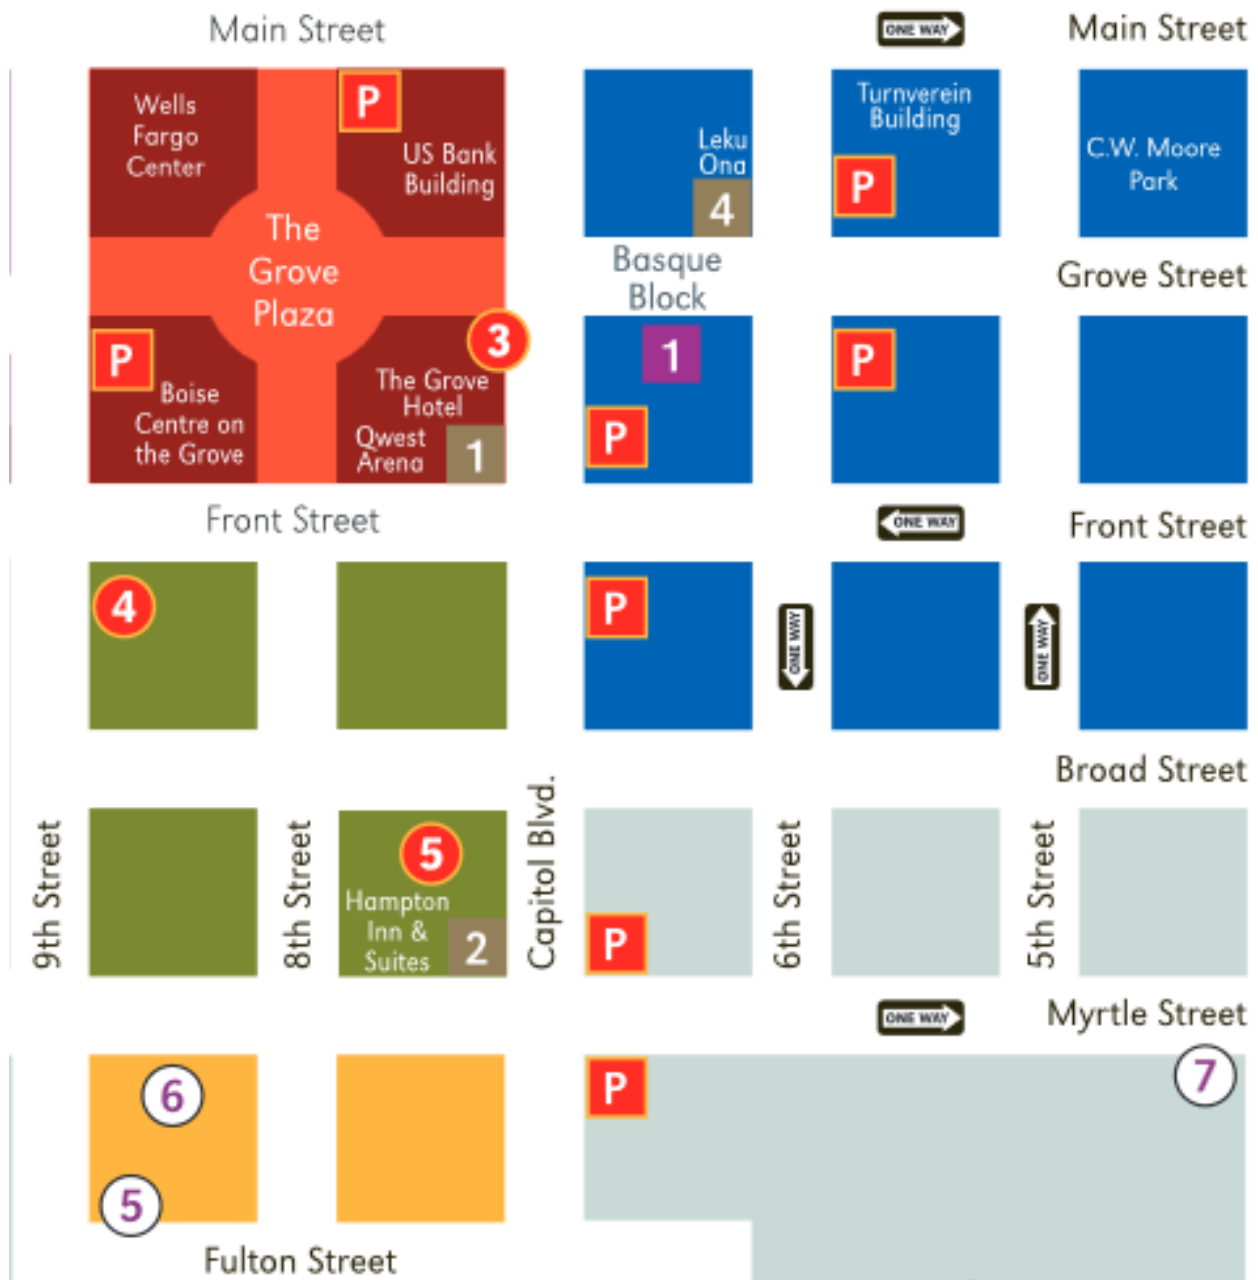 Main Street
ONE WAY
Main Street
Wells
Fargo
Center
P
US Bank
Building
Leku
Ona
4
Turnverein
Building
P
C.W. Moore
Park
The
Grove
Plaza
Basque
Block
Grove Street
P
Boise
Centre on
the Grove
3
The Grove
Hotel
Qwest
Arena
1
1
P
P
Front Street
ONE WAY
Front Street
4
P
ONE WAY
ONE WAY
Broad Street
9th Street
8th Street
5
Hampton
Inn &
Suites
2
Capitol Blvd.
P
6th Street
5th Street
ONE WAY
Myrtle Street
6
5
P
7
Fulton Street